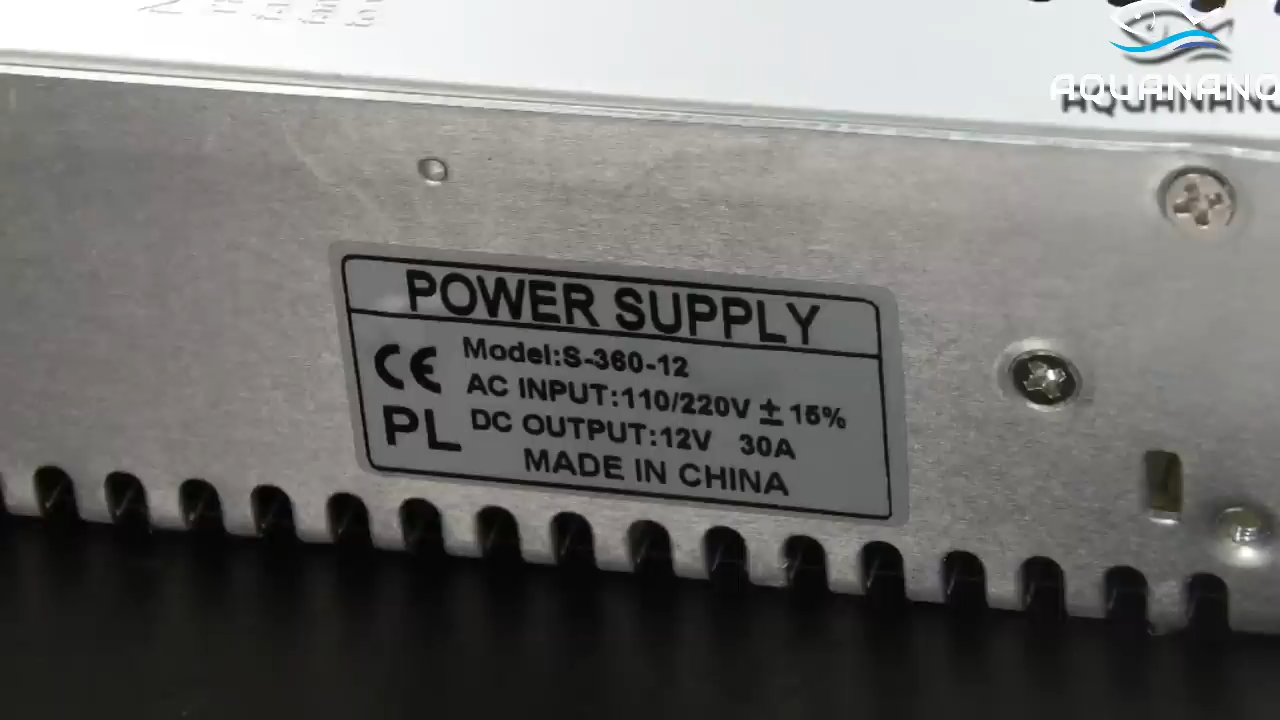 AQUANANO
POWER SUPPLY
CE
Model:S-360-12
AC INPUT:110/220V ± 15%
PL
DC OUTPUT:12V 30A
MADE IN CHINA